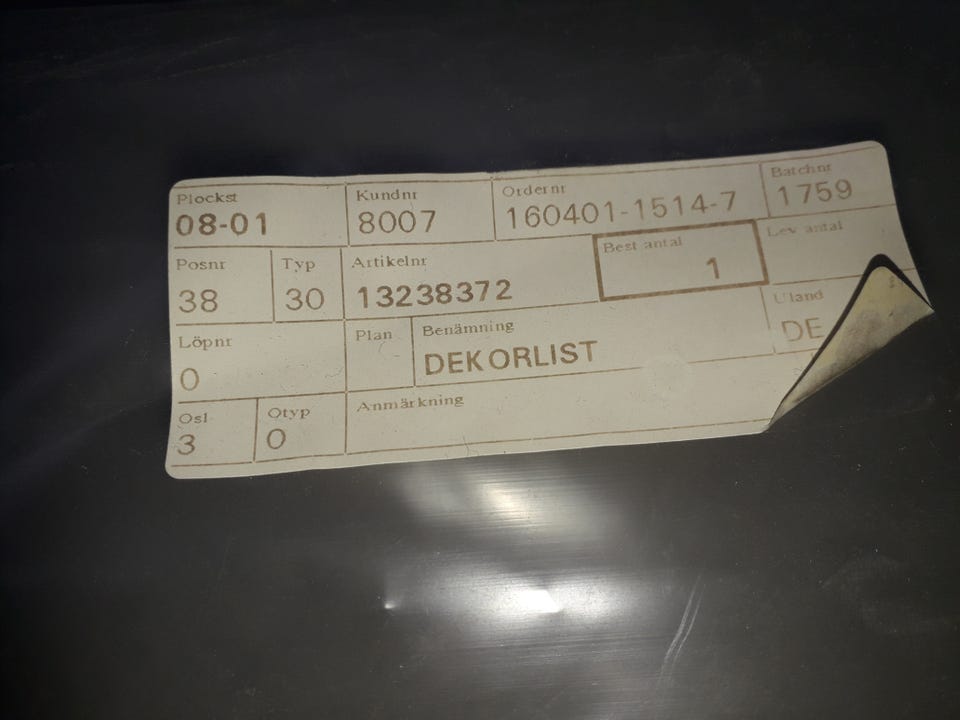 Plockst Kundnr Ordernr Batchnr
08-01 8007 160401-1514-7 1759
Posnr Typ Artikelnr Best antal Lev antal
38 30 13238372 1
Löpnr Plan Benämning Uland
0 DEKORLIST DE
Osl Otyp Anmärkning
3 0